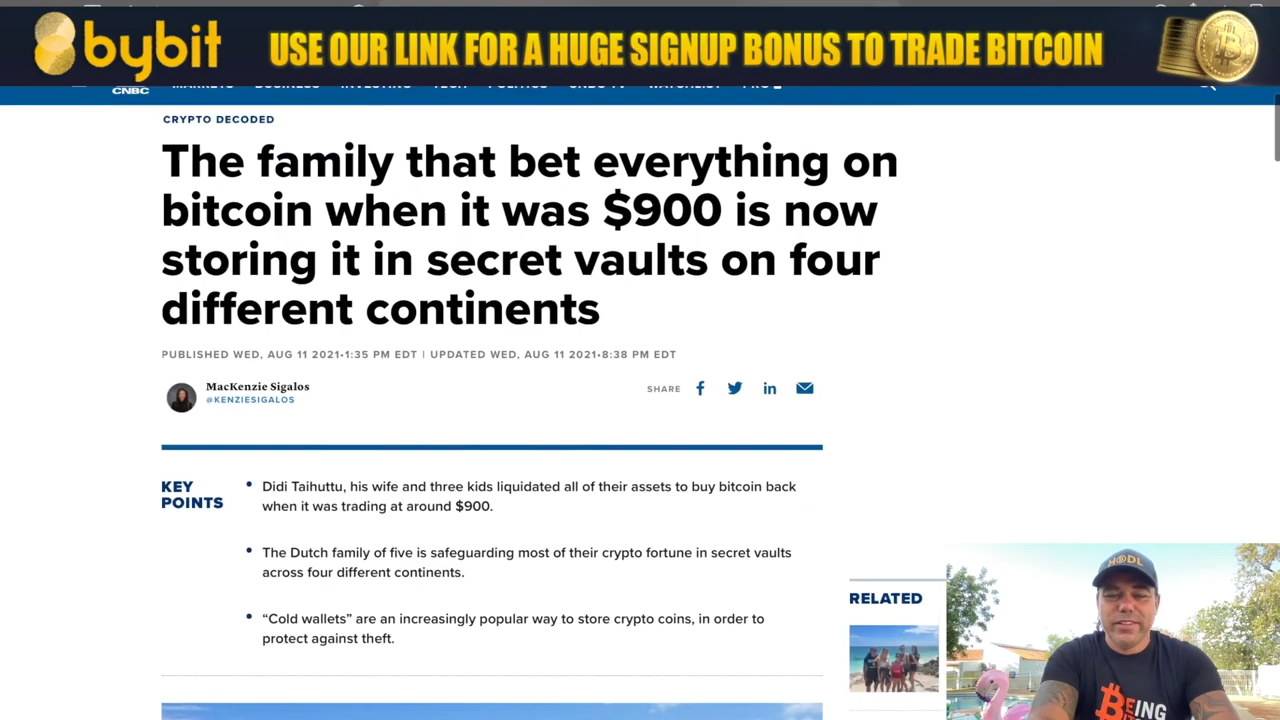 bybit
USE OUR LINK FOR A HUGE SIGNUP BONUS TO TRADE BITCOIN
CNBC MARKETS BUSINESS INVESTING TECH POLITICS CNBC TV WATCHLIST PRO
CRYPTO DECODED
The family that bet everything on
bitcoin when it was $900 is now
storing it in secret vaults on four
different continents
PUBLISHED WED, AUG 11 2021•1:35 PM EDT | UPDATED WED, AUG 11 2021•8:38 PM EDT
MacKenzie Sigalos
@KENZIESIGALOS
SHARE
KEY
POINTS
• Didi Taihuttu, his wife and three kids liquidated all of their assets to buy bitcoin back
when it was trading at around $900.
• The Dutch family of five is safeguarding most of their crypto fortune in secret vaults
across four different continents.
• “Cold wallets” are an increasingly popular way to store crypto coins, in order to
protect against theft.
RELATED
HODL
BEING